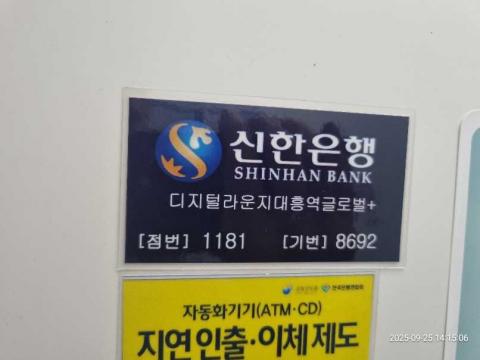 신한은행
SHINHAN BANK
디지털라운지대흥역글로벌+
[점번] 1181 [기번] 8692
자동화기기(ATM·CD)
지연인출·이체제도
2025-09-25 14:15:06